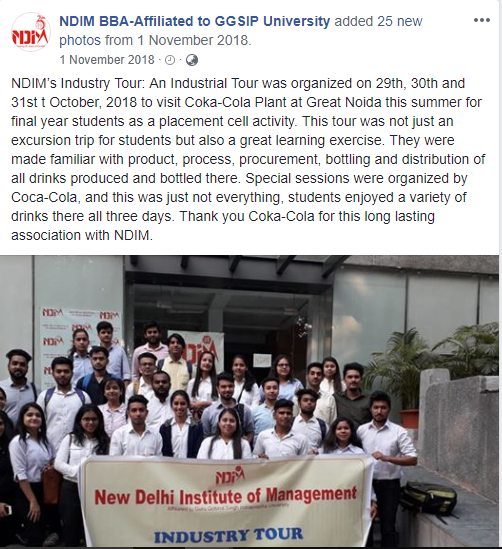 NDIM BBA-Affiliated to GGSIP University added 25 new
photos from 1 November 2018.
1 November 2018
NDIM's Industry Tour: An Industrial Tour was organized on 29th, 30th and
31st t October, 2018 to visit Coka-Cola Plant at Great Noida this summer for
final year students as a placement cell activity. This tour was not just an
excursion trip for students but also a great learning exercise. They were
made familiar with product, process, procurement, bottling and distribution of
all drinks produced and bottled there. Special sessions were organized by
Coca-Cola, and this was just not everything, students enjoyed a variety of
drinks there all three days. Thank you Coka-Cola for this long lasting
association with NDIM.
NDIM
NDIM
NDIM
New Delhi Institute of Management
INDUSTRY TOUR